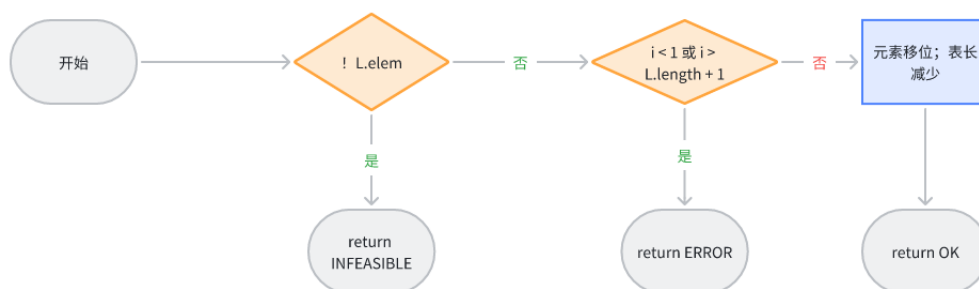 开始
！ L.elem
否
i < 1 或 i >
L.length + 1
否
元素移位；表长
减少
是
是
return
INFEASIBLE
return ERROR
return OK